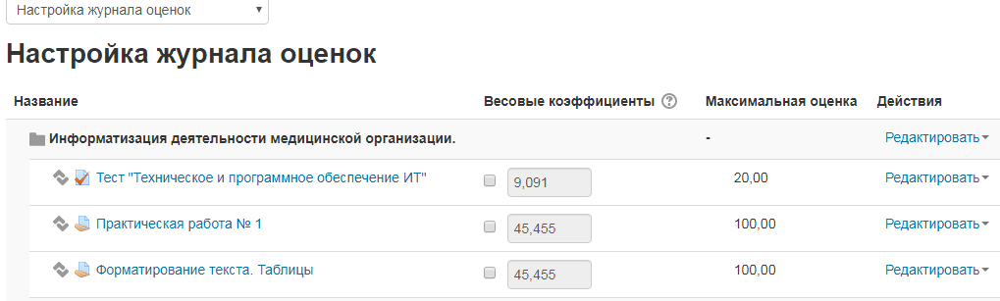 Настройка журнала оценок
Настройка журнала оценок
Название Весовые коэффициенты ? Максимальная оценка Действия
Информатизация деятельности медицинской организации. - Редактировать
Тест "Техническое и программное обеспечение ИТ" 9,091 20,00 Редактировать
Практическая работа № 1 45,455 100,00 Редактировать
Форматирование текста. Таблицы 45,455 100,00 Редактировать